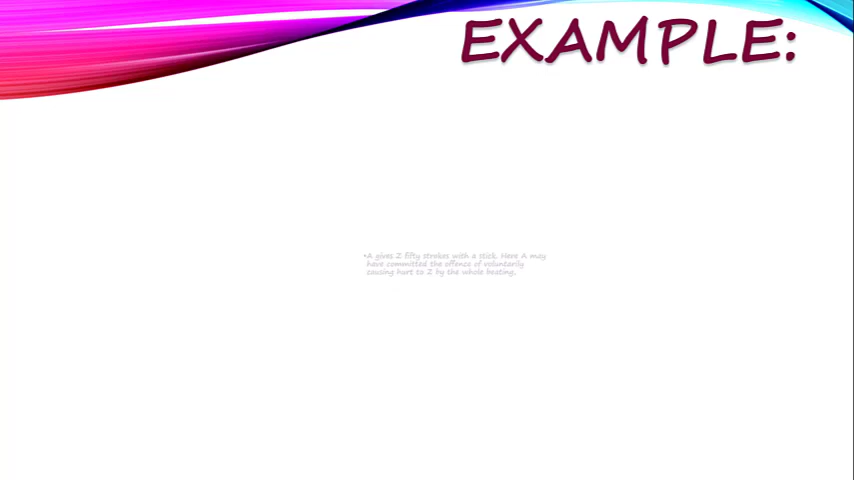 EXAMPLE:
•A gives Z fifty strokes with a stick. Here A may
have committed the offence of voluntarily
causing hurt to Z by the whole beating,